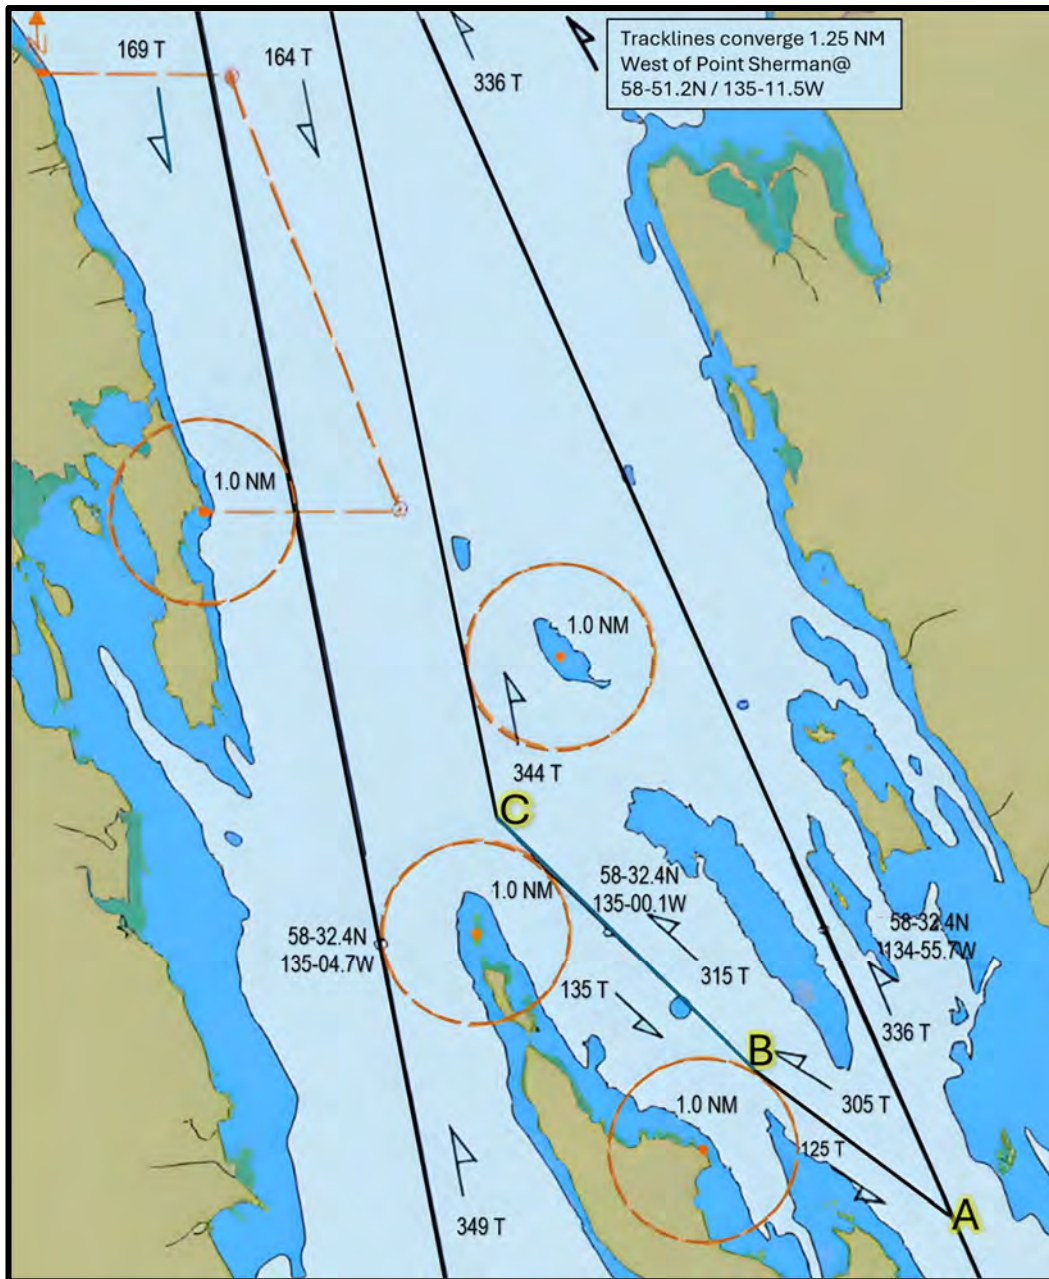 N
169 T
164 T
336 T
Tracklines converge 1.25 NM
West of Point Sherman@
58-51.2N / 135-11.5W
1.0 NM
1.0 NM
344 T
C
1.0 NM
58-32.4N
135-00.1W
58-32.4N
135-04.7W
58-32.4N
134-55.7W
315 T
135 T
336 T
B
305 T
1.0 NM
125 T
349 T
A